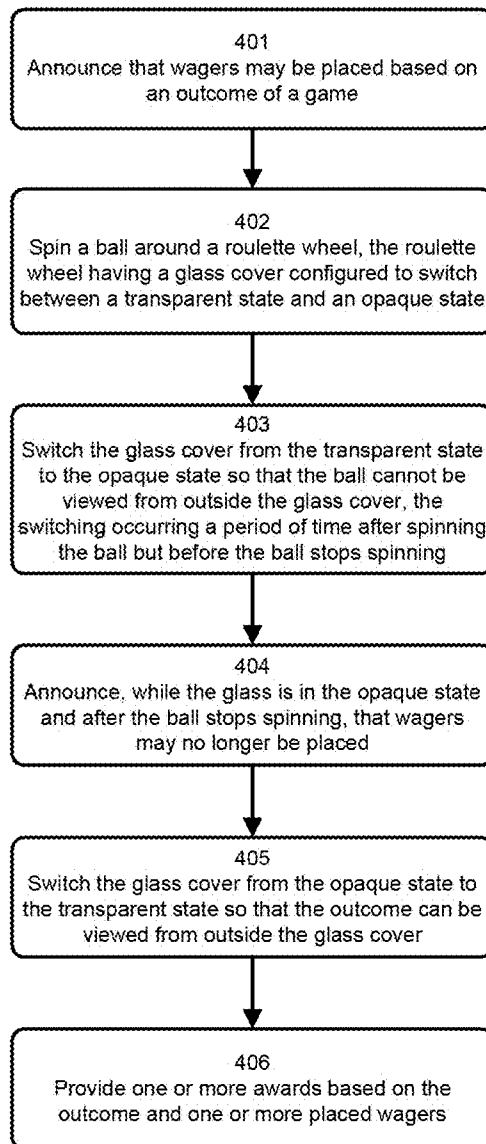 401
Announce that wagers may be placed based on
an outcome of a game
402
Spin a ball around a roulette wheel, the roulette
wheel having a glass cover configured to switch
between a transparent state and an opaque state
403
Switch the glass cover from the transparent state
to the opaque state so that the ball cannot be
viewed from outside the glass cover, the
switching occurring a period of time after spinning
the ball but before the ball stops spinning
404
Announce, while the glass is in the opaque state
and after the ball stops spinning, that wagers
may no longer be placed
405
Switch the glass cover from the opaque state to
the transparent state so that the outcome can be
viewed from outside the glass cover
406
Provide one or more awards based on the
outcome and one or more placed wagers